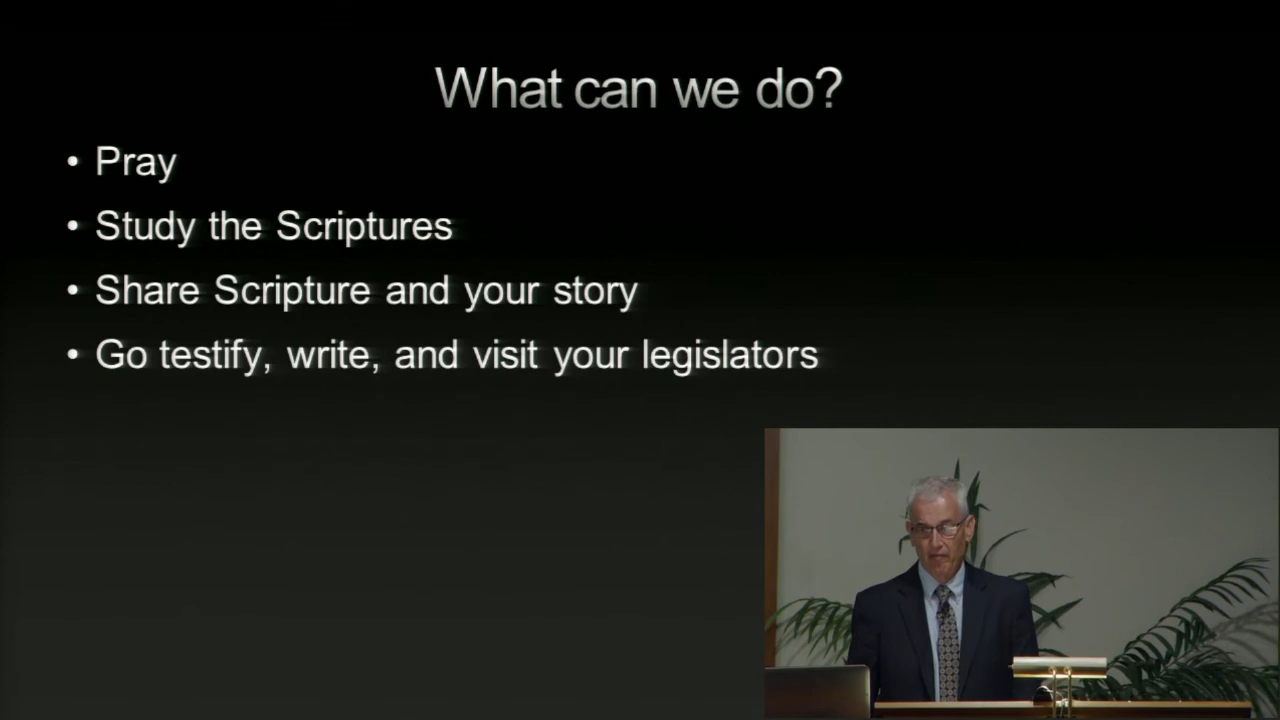 What can we do?
• Pray
• Study the Scriptures
• Share Scripture and your story
• Go testify, write, and visit your legislators